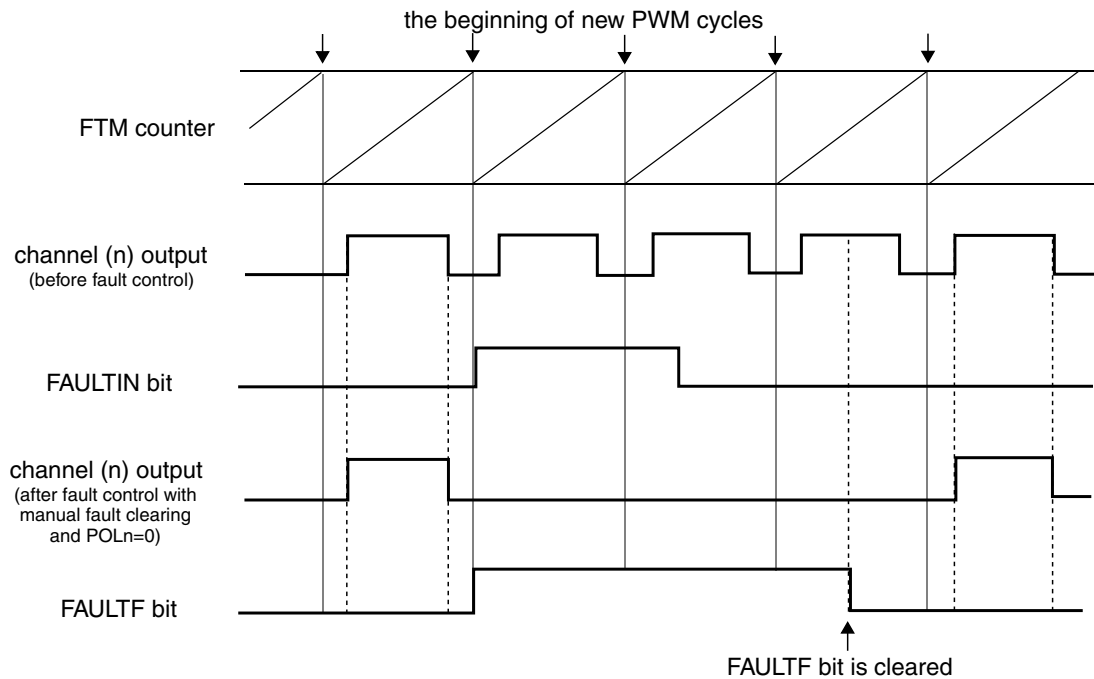 the beginning of new PWM cycles
FTM counter
channel (n) output
(before fault control)
FAULTIN bit
channel (n) output
(after fault control with
manual fault clearing
and POLn=0)
FAULTF bit
FAULTF bit is cleared